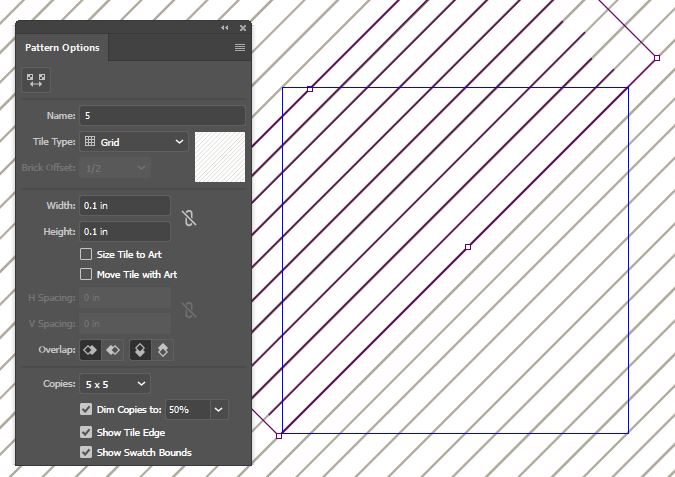 Pattern Options
Name: 5
Tile Type: Grid
Brick Offset: 1/2
Width: 0.1 in
Height: 0.1 in
Size Tile to Art
Move Tile with Art
H Spacing: 0 in
V Spacing: 0 in
Overlap:
Copies: 5 x 5
Dim Copies to: 50%
Show Tile Edge
Show Swatch Bounds